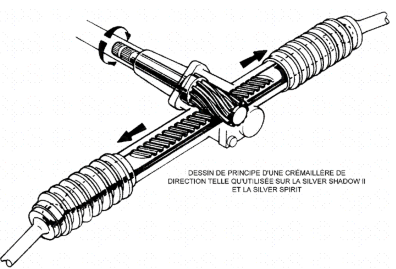 DESSIN DE PRINCIPE D'UNE CRÉMAILLÈRE DE
DIRECTION TELLE QU'UTILISÉE SUR LA SILVER SHADOW II
ET LA SILVER SPIRIT